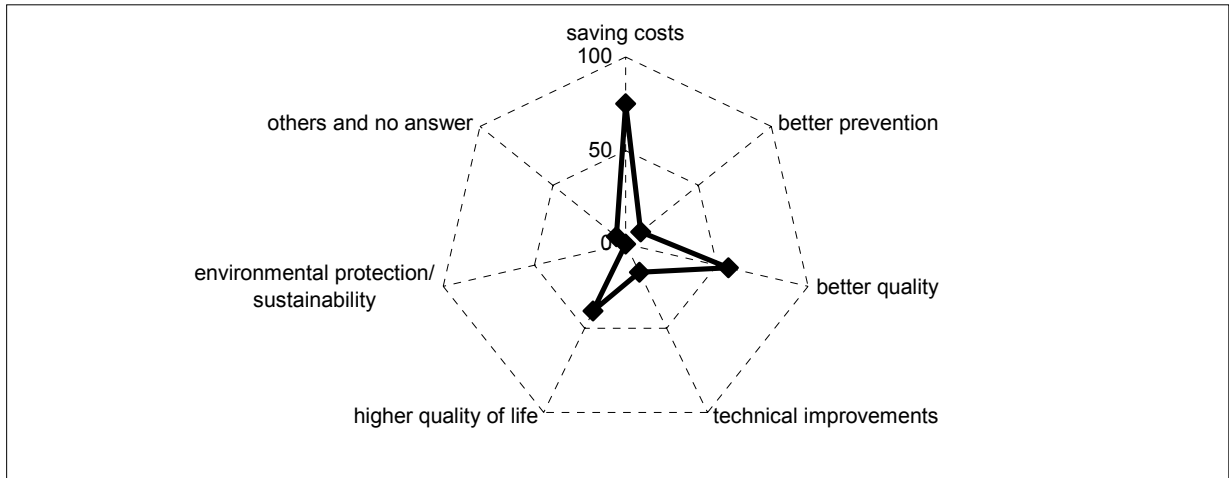 saving costs
100
others and no answer
better prevention
50
0
environmental protection/
sustainability
better quality
higher quality of life
technical improvements